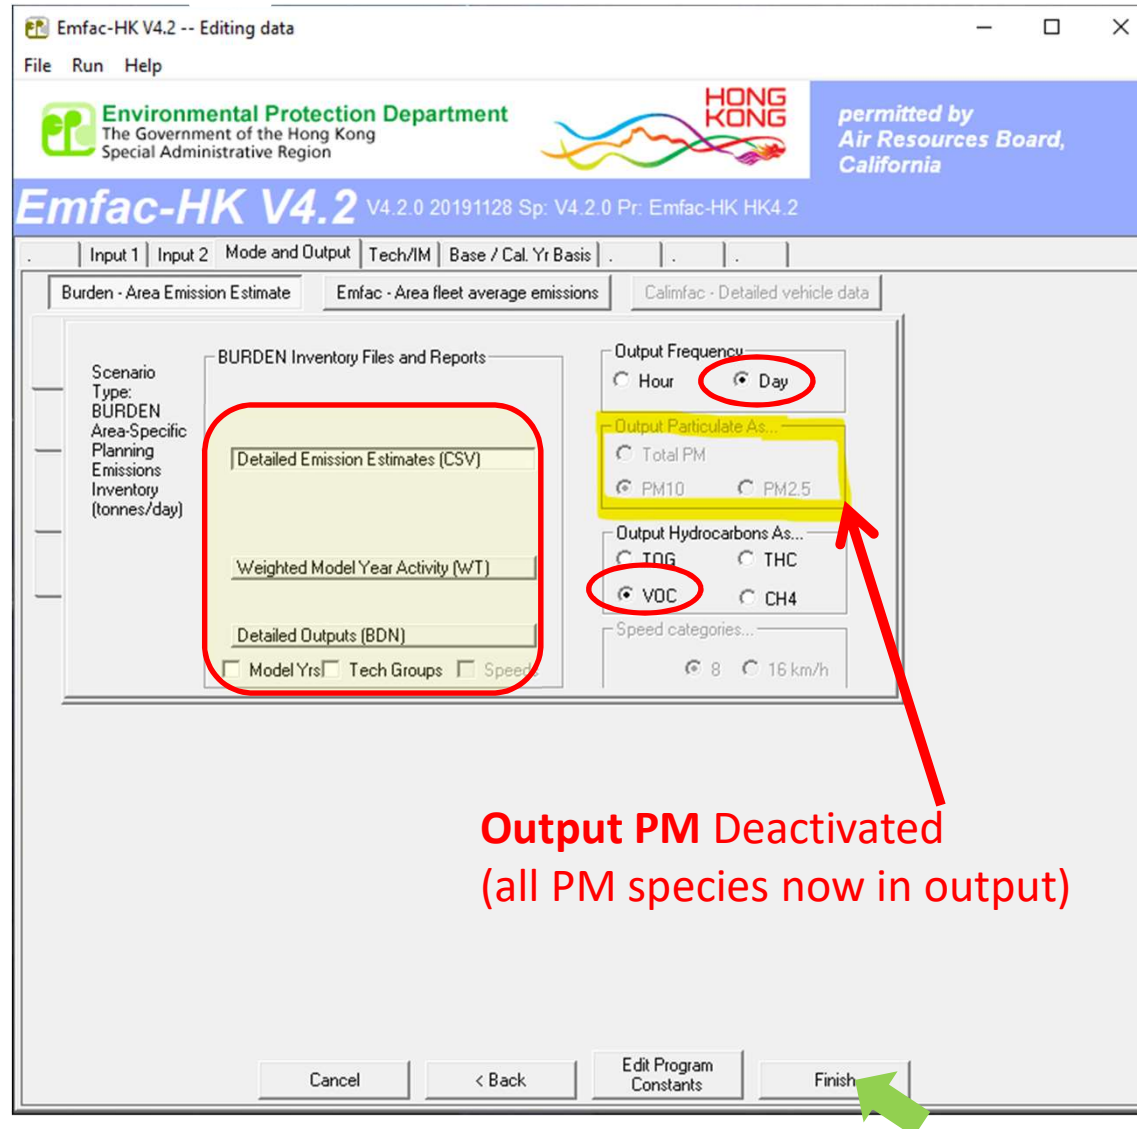 Emfac-HK V4.2 -- Editing data
File Run Help
Environmental Protection Department
The Government of the Hong Kong
Special Administrative Region
HONG
KONG
permitted by
Air Resources Board,
California
Emfac-HK V4.2 V4.2.0 20191128 Sp: V4.2.0 Pr: Emfac-HK HK4.2
. Input 1 Input 2 Mode and Output Tech/IM Base / Cal. Yr Basis . . .
Burden - Area Emission Estimate Emfac - Area fleet average emissions Calimfac - Detailed vehicle data
Scenario
Type:
BURDEN
Area-Specific
Planning
Emissions
Inventory
(tonnes/day)
BURDEN Inventory Files and Reports
Detailed Emission Estimates (CSV)
Weighted Model Year Activity (WT)
Detailed Outputs (BDN)
Model Yrs Tech Groups Speeds
Output Frequency
Hour Day
Output Particulate As...
Total PM
PM10 PM2.5
Output Hydrocarbons As...
TOG THC
VOC CH4
Speed categories...
8 16 km/h
Output PM Deactivated
(all PM species now in output)
Cancel < Back Edit Program
Constants Finish